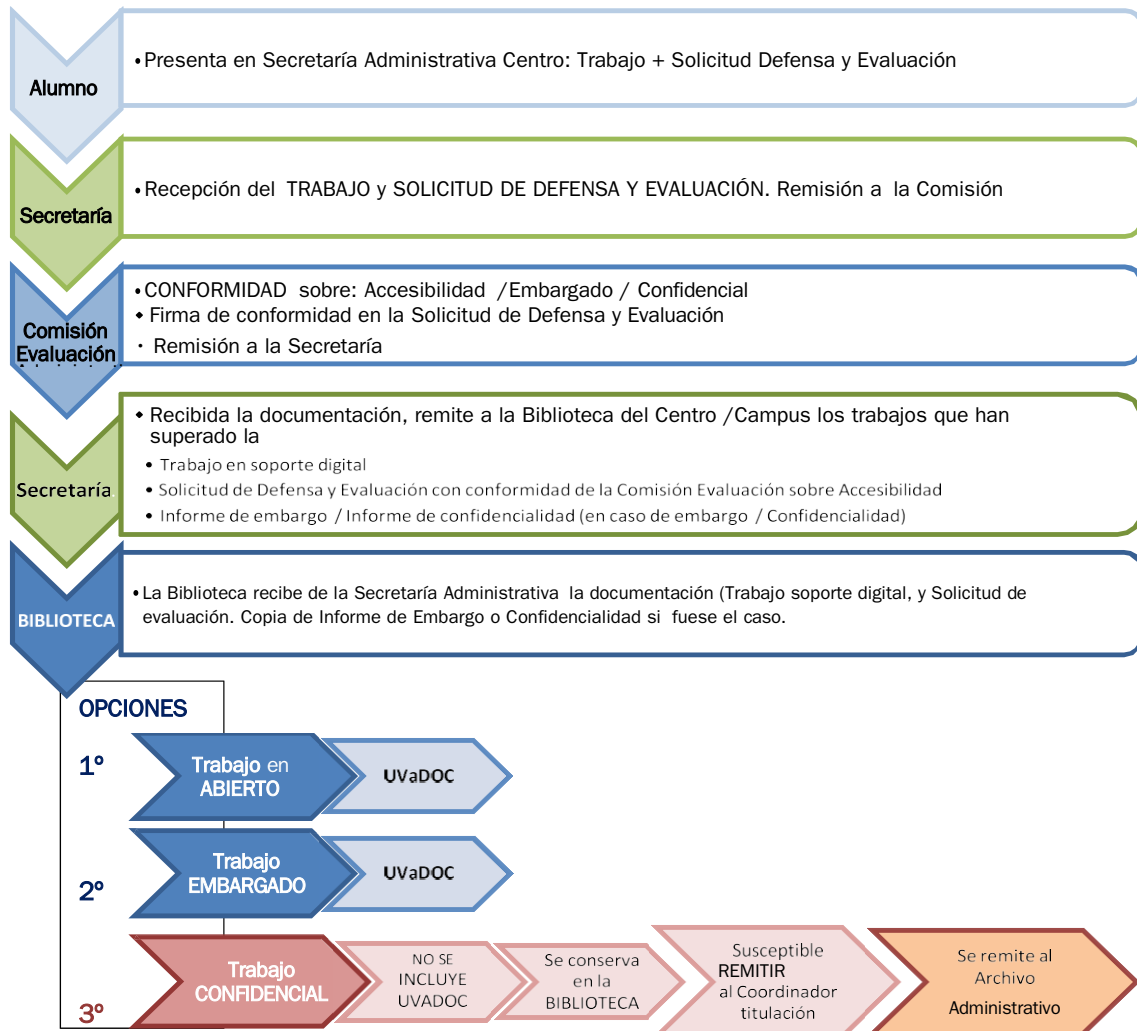 Alumno
•Presenta en Secretaría Administrativa Centro: Trabajo + Solicitud Defensa y Evaluación
Secretaría
•Recepción del TRABAJO y SOLICITUD DE DEFENSA Y EVALUACIÓN. Remisión a la Comisión
Comisión
Evaluación
•CONFORMIDAD sobre: Accesibilidad /Embargado / Confidencial
• Firma de conformidad en la Solicitud de Defensa y Evaluación
· Remisión a la Secretaría
Secretaría
• Recibida la documentación, remite a la Biblioteca del Centro /Campus los trabajos que han
superado la
• Trabajo en soporte digital
• Solicitud de Defensa y Evaluación con conformidad de la Comisión Evaluación sobre Accesibilidad
• Informe de embargo / Informe de confidencialidad (en caso de embargo / Confidencialidad)
BIBLIOTECA
•La Biblioteca recibe de la Secretaría Administrativa la documentación (Trabajo soporte digital, y Solicitud de
evaluación. Copia de Informe de Embargo o Confidencialidad si fuese el caso.
OPCIONES
1º
Trabajo en
ABIERTO
UVaDOC
2º
Trabajo
EMBARGADO
UVaDOC
3º
Trabajo
CONFIDENCIAL
NO SE
INCLUYE
UVADOC
Se conserva
en la
BIBLIOTECA
Susceptible
REMITIR
al Coordinador
titulación
Se remite al
Archivo
Administrativo